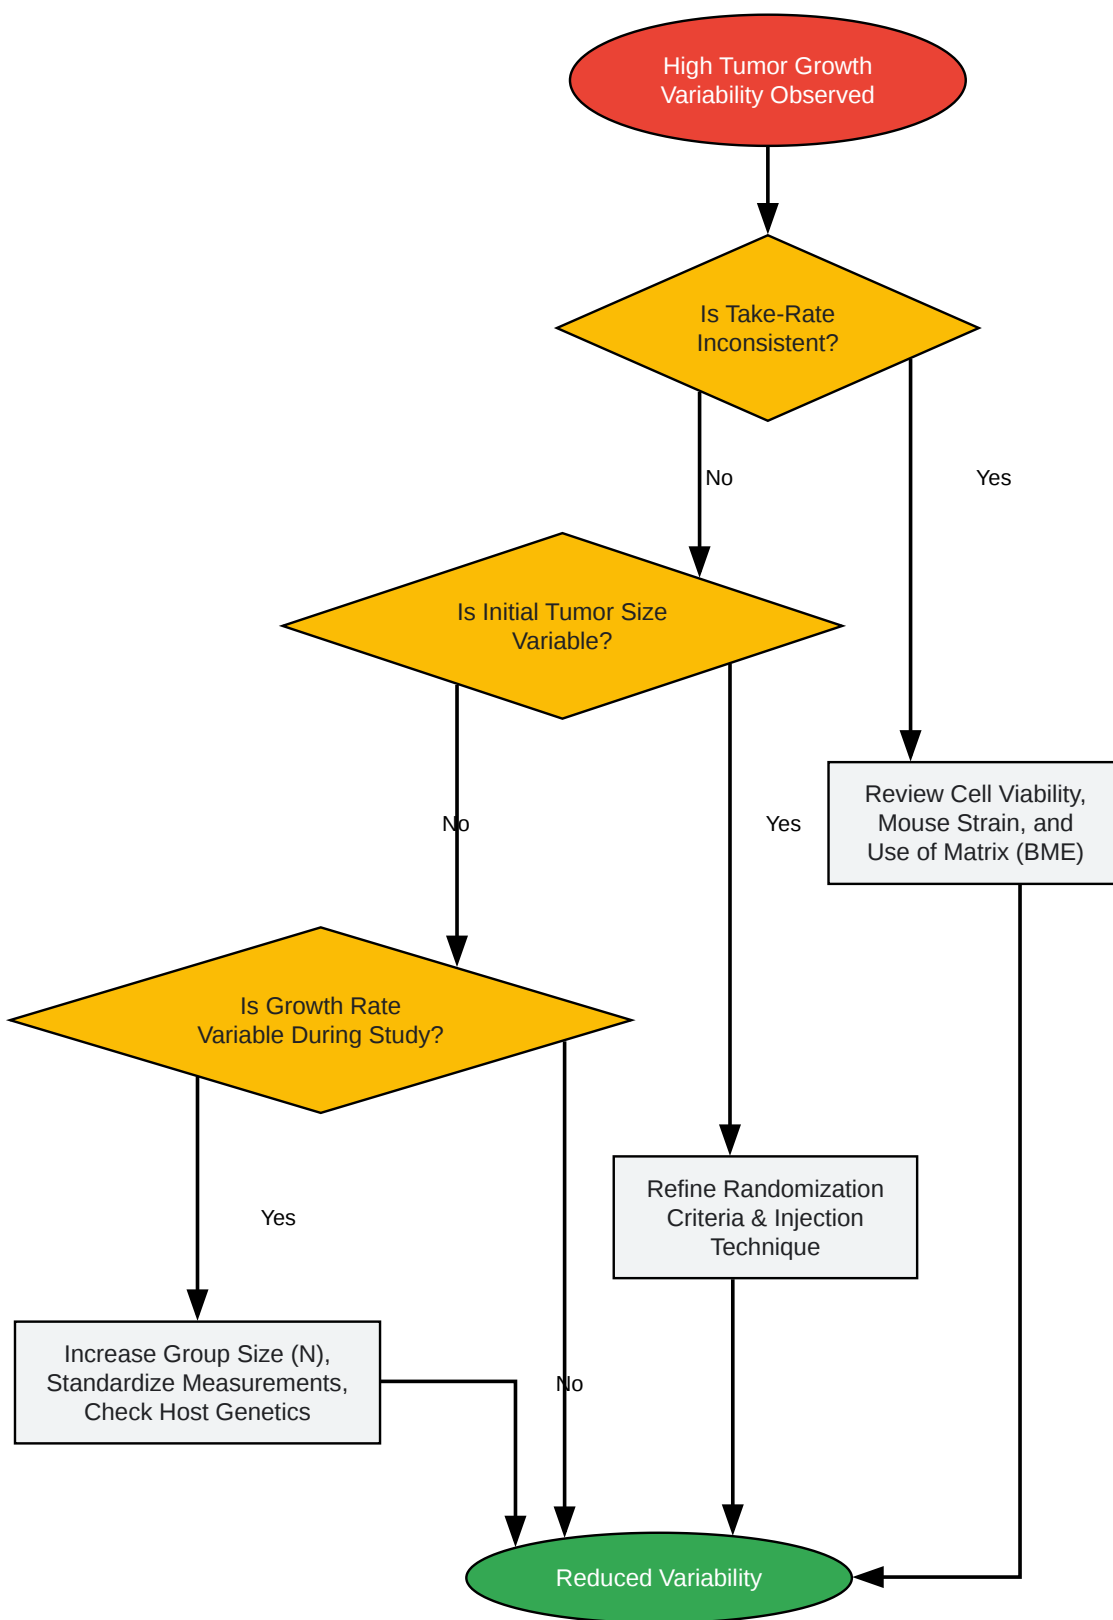 High Tumor Growth
Variability Observed
Is Take-Rate
Inconsistent?
No
Yes
Is Initial Tumor Size
Variable?
Review Cell Viability,
Mouse Strain, and
Use of Matrix (BME)
No
Yes
Is Growth Rate
Variable During Study?
Refine Randomization
Criteria & Injection
Technique
Yes
Increase Group Size (N),
Standardize Measurements,
Check Host Genetics
No
Reduced Variability